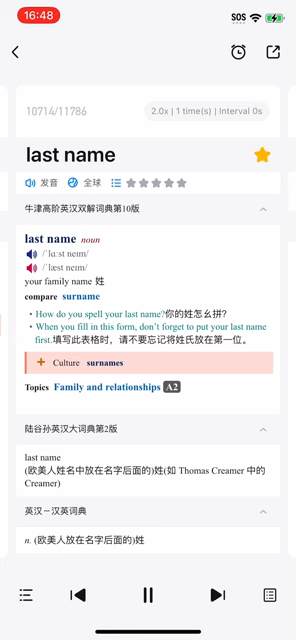 16:48
SOS
10714/11786
2.0x | 1 time(s) | Interval 0s
last name
发音 全球
牛津高阶英汉双解词典第10版
last name noun
/ˈlɑːst neɪm/
/ˈlæst neɪm/
your family name 姓
compare surname
• How do you spell your last name?你的姓怎么拼？
• When you fill in this form, don't forget to put your last name
first.填写此表格时，请不要忘记将姓氏放在第一位。
+ Culture surnames
Topics Family and relationships A2
陆谷孙英汉大词典第2版
last name
(欧美人姓名中放在名字后面的)姓(如 Thomas Creamer 中的
Creamer)
英汉－汉英词典
n. (欧美人放在名字后面的)姓